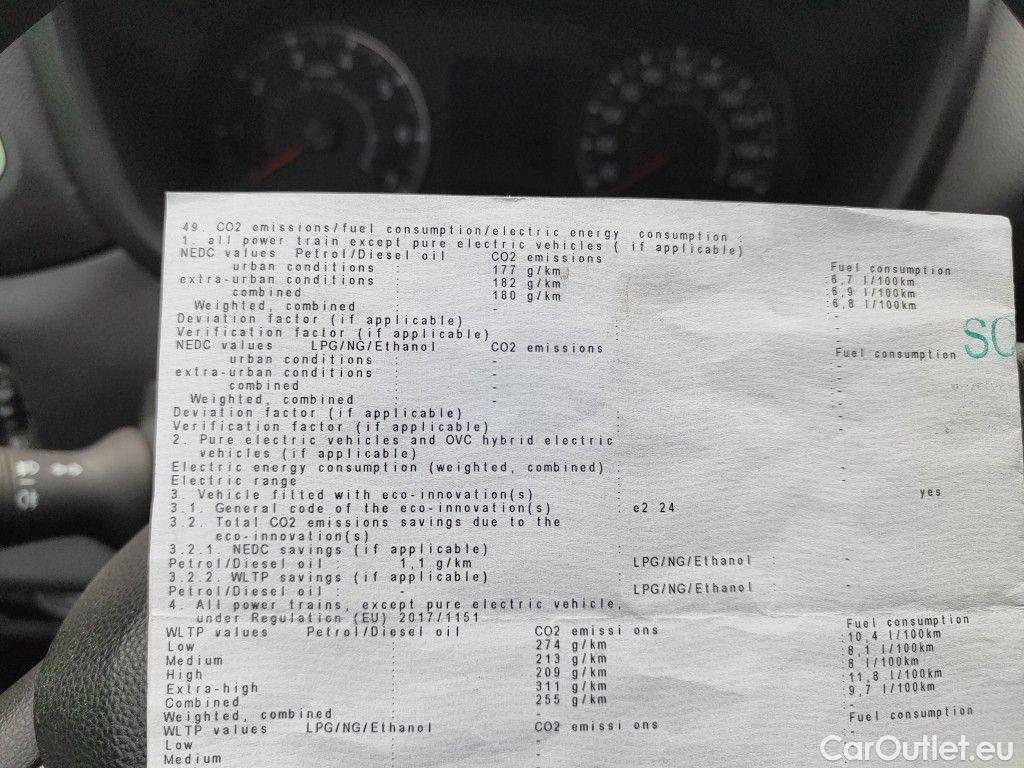 49. CO2 emissions/fuel consumption/electric energy consumption :
1. all power train except pure electric vehicles ( if applicable)
NEDC values Petrol/Diesel oil CO2 emissions Fuel consumption
urban conditions : 177 g/km :6,7 l/100km
extra-urban conditions : 182 g/km :6,9 l/100km
combined : 180 g/km :6,8 l/100km
Weighted, combined : - -
Deviation factor (if applicable) : -
Verification factor (if applicable) : -
NEDC values LPG/NG/Ethanol CO2 emissions Fuel consumption
urban conditions : - -
extra-urban conditions : - -
combined : - -
Weighted, combined : - -
Deviation factor (if applicable) : -
Verification factor (if applicable) : -
2. Pure electric vehicles and OVC hybrid electric
vehicles (if applicable)
Electric energy consumption (weighted, combined) : -
Electric range : -
3. Vehicle fitted with eco-innovation(s) : yes
3.1. General code of the eco-innovation(s) : e2 24
3.2. Total CO2 emissions savings due to the
eco-innovation(s)
3.2.1. NEDC savings (if applicable) :
Petrol/Diesel oil : 1,1 g/km LPG/NG/Ethanol : -
3.2.2. WLTP savings (if applicable) :
Petrol/Diesel oil : - LPG/NG/Ethanol : -
4. All power trains, except pure electric vehicle,
under Regulation (EU) 2017/1151
WLTP values Petrol/Diesel oil CO2 emissi ons Fuel consumption
Low : 274 g/km :10,4 l/100km
Medium : 213 g/km :8,1 l/100km
High : 209 g/km :8 l/100km
Extra-high : 311 g/km :11,8 l/100km
Combined : 255 g/km :9,7 l/100km
Weighted, combined : - -
WLTP values LPG/NG/Ethanol CO2 emissi ons Fuel consumption
Low : -
Medium : -
SC
CarOutlet.eu